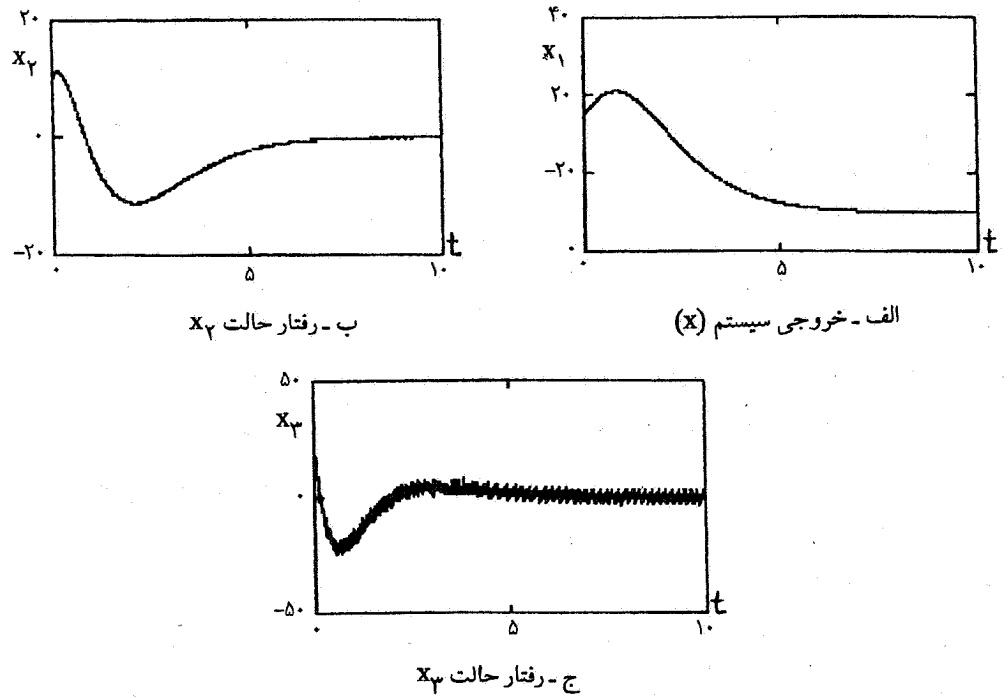 ۴۰
x۱
۲۰
-۲۰
۰
۰
۵
۱۰
t
الف - خروجی سیستم (x)
۲۰
x۲
۰
-۲۰
۰
۵
۱۰
t
ب - رفتار حالت x۲
۵۰
x۳
۰
-۵۰
۰
۵
۱۰
t
ج - رفتار حالت x۳